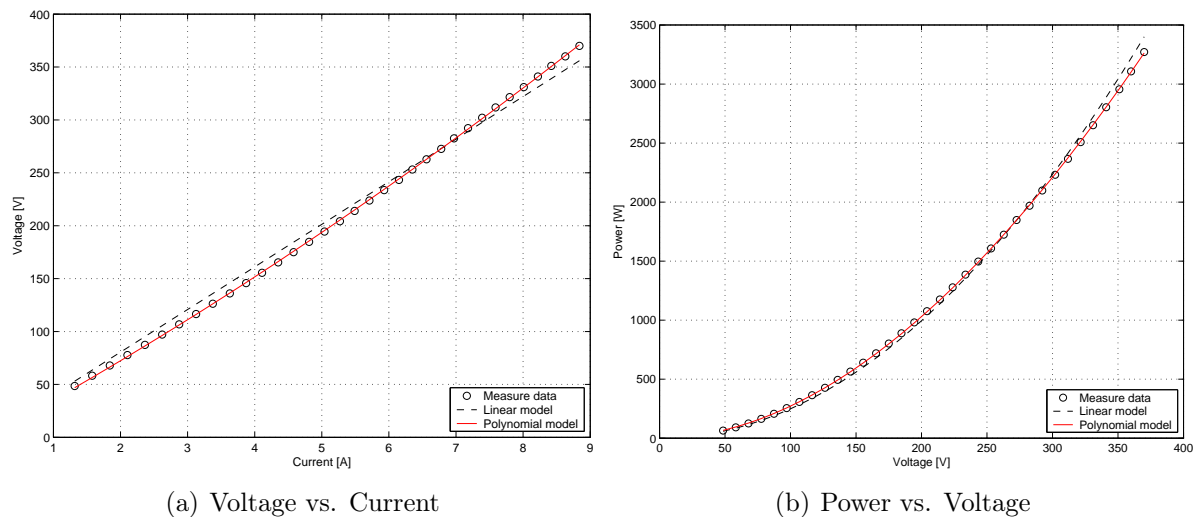 400
350
300
250
200
150
100
50
0
Voltage [V]
1 2 3 4 5 6 7 8 9
Current [A]
Measure data
Linear model
Polynomial model
(a) Voltage vs. Current
3500
3000
2500
2000
1500
1000
500
0
Power [W]
0 50 100 150 200 250 300 350 400
Voltage [V]
Measure data
Linear model
Polynomial model
(b) Power vs. Voltage